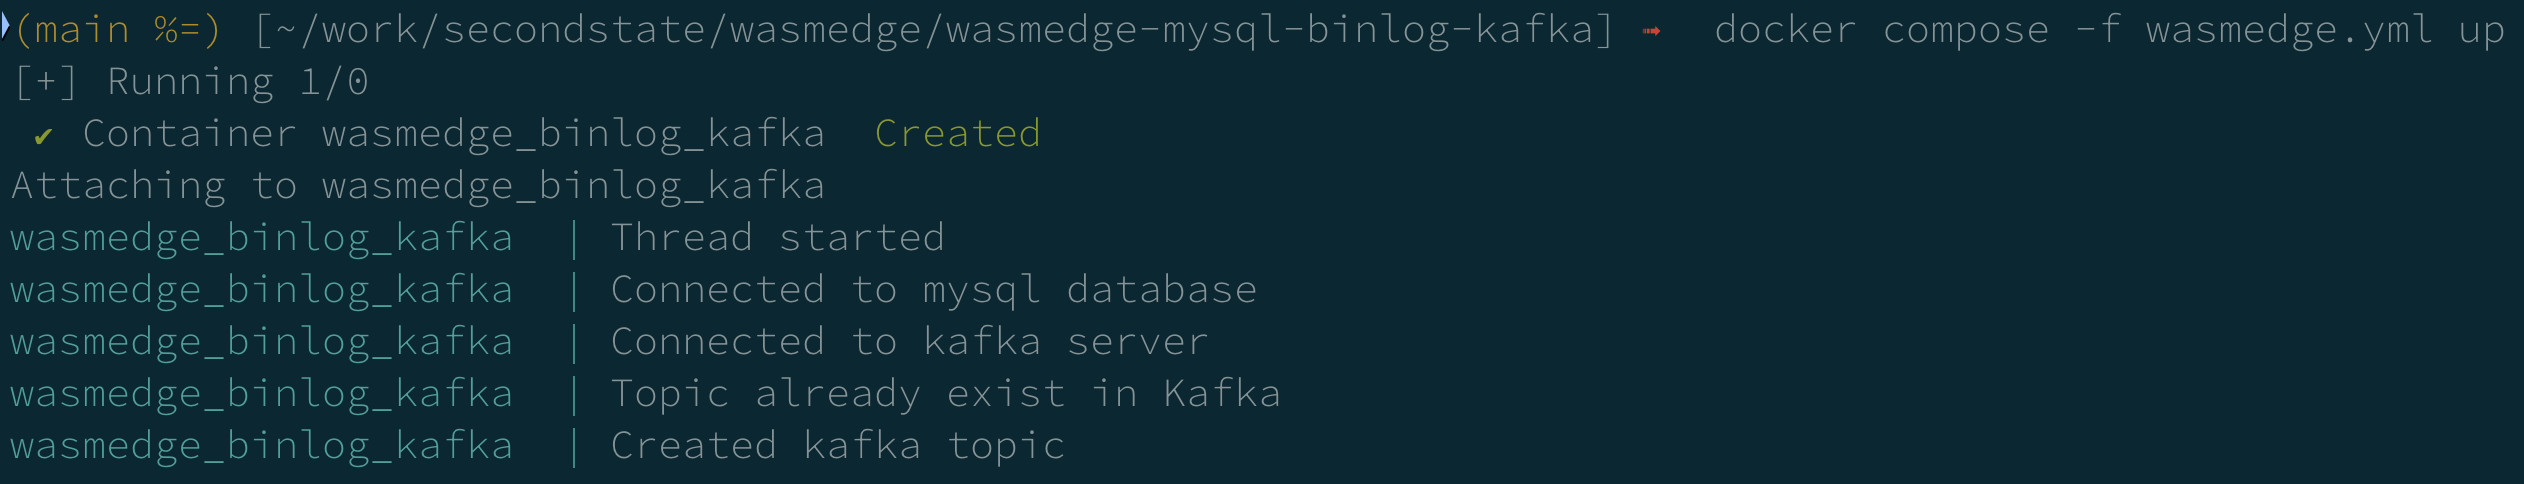 (main %=) [~/work/secondstate/wasmedge/wasmedge-mysql-binlog-kafka] ➟ docker compose -f wasmedge.yml up
[+] Running 1/0
✔ Container wasmedge_binlog_kafka Created
Attaching to wasmedge_binlog_kafka
wasmedge_binlog_kafka | Thread started
wasmedge_binlog_kafka | Connected to mysql database
wasmedge_binlog_kafka | Connected to kafka server
wasmedge_binlog_kafka | Topic already exist in Kafka
wasmedge_binlog_kafka | Created kafka topic